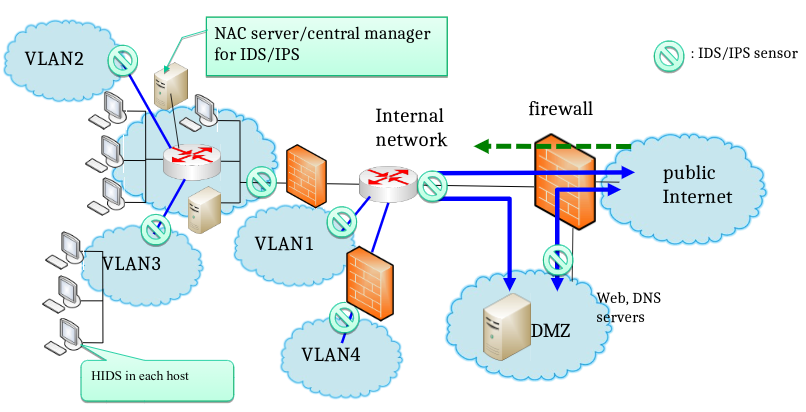 NAC server/central manager
for IDS/IPS
: IDS/IPS sensor
VLAN2
Internal
network
firewall
public
Internet
VLAN1
VLAN3
Web, DNS
servers
DMZ
VLAN4
HIDS in each host